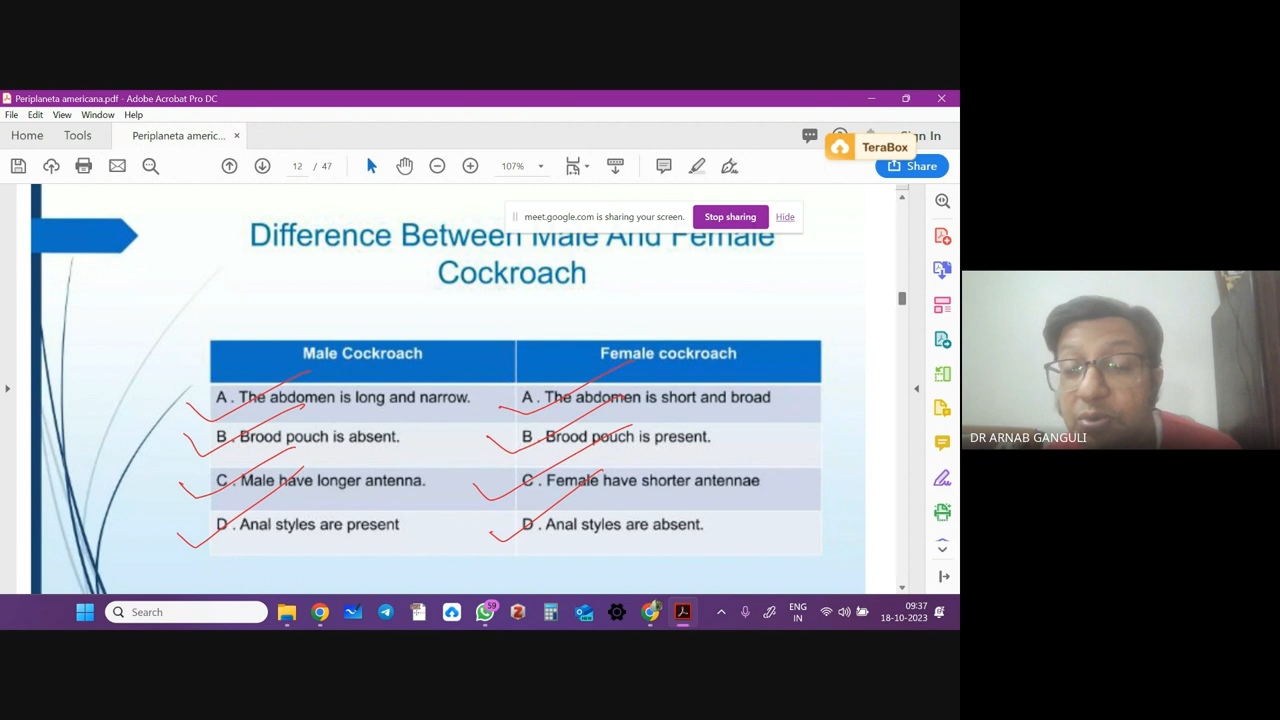 Periplaneta americana.pdf - Adobe Acrobat Pro DC
File Edit View Window Help
Home Tools Periplaneta americ... × Sign In
TeraBox
12 / 47 107% Share
meet.google.com is sharing your screen. Stop sharing Hide
Difference Between Male And Female
Cockroach
Male Cockroach Female cockroach
A . The abdomen is long and narrow. A . The abdomen is short and broad
B . Brood pouch is absent. B . Brood pouch is present.
C . Male have longer antenna. C . Female have shorter antennae
D . Anal styles are present D . Anal styles are absent.
DR ARNAB GANGULI
Search 59 ENG IN 09:37
18-10-2023